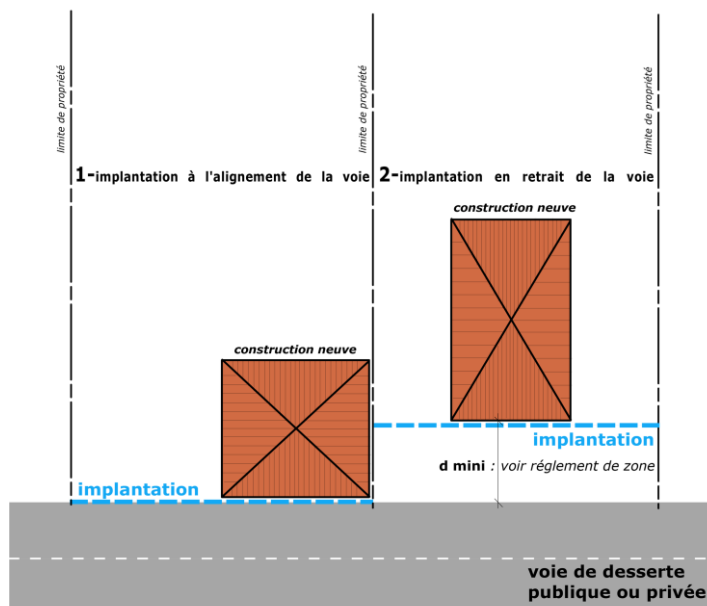 limite de propriété
limite de propriété
limite de propriété
1-implantation à l'alignement de la voie
2-implantation en retrait de la voie
construction neuve
construction neuve
implantation
d mini : voir réglement de zone
implantation
voie de desserte
publique ou privée